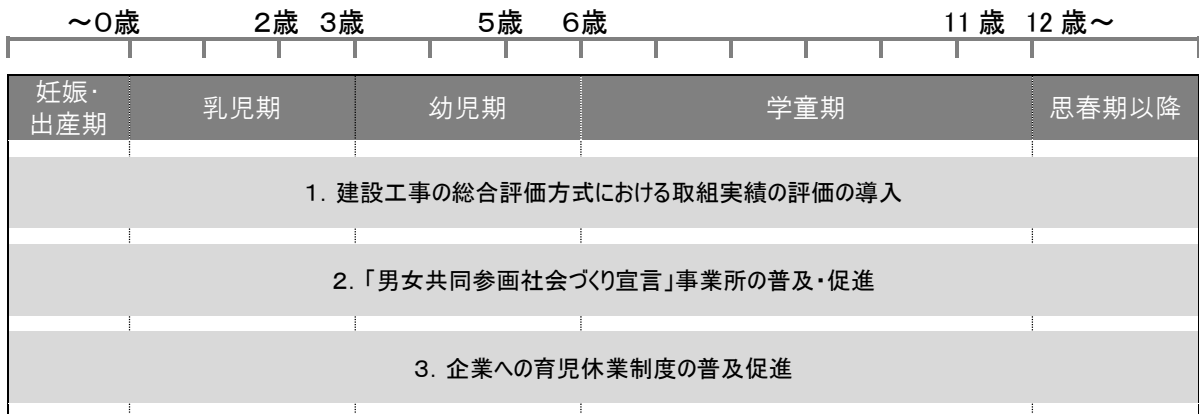 ～０歳 ２歳 ３歳 ５歳 ６歳 11 歳 12 歳～
妊娠・
出産期 乳児期 幼児期 学童期 思春期以降
１．建設工事の総合評価方式における取組実績の評価の導入
２．「男女共同参画社会づくり宣言」事業所の普及・促進
３．企業への育児休業制度の普及促進